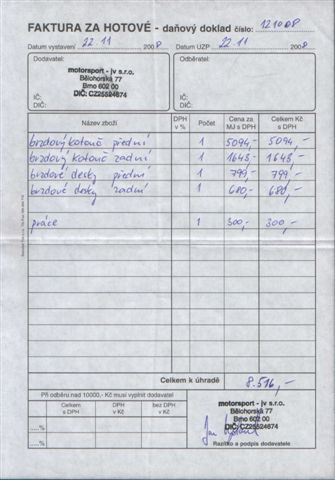 FAKTURA ZA HOTOVÉ - daňový doklad číslo: 121008
Datum vystavení 22.11 2008 Datum UZP 22.11 2008
Dodavatel: Odběratel:
motorsport - jv s.r.o.
Bělohorská 77
Brno 602 00
DIČ: CZ25524674
IČ: IČ:
DIČ: DIČ:
Název zboží DPH v % Počet Cena za MJ s DPH Celkem Kč s DPH
brzdový kotouč přední 1 5094,- 5094,-
brzdový kotouč zadní 1 1643,- 1643,-
brzdové desky přední 1 799,- 799,-
brzdové desky zadní 1 680,- 680,-
práce 1 300,- 300,-
Celkem k úhradě 8.516,-
Při odběru.nad 10000,- Kč musí vyplnit dodavatel
Celkem s DPH DPH v Kč bez DPH v Kč
.....%
.....%
motorsport - jv s.r.o.
Bělohorská 77
Brno 602 00
DIČ: CZ25524674
Razítko a podpis dodavatele